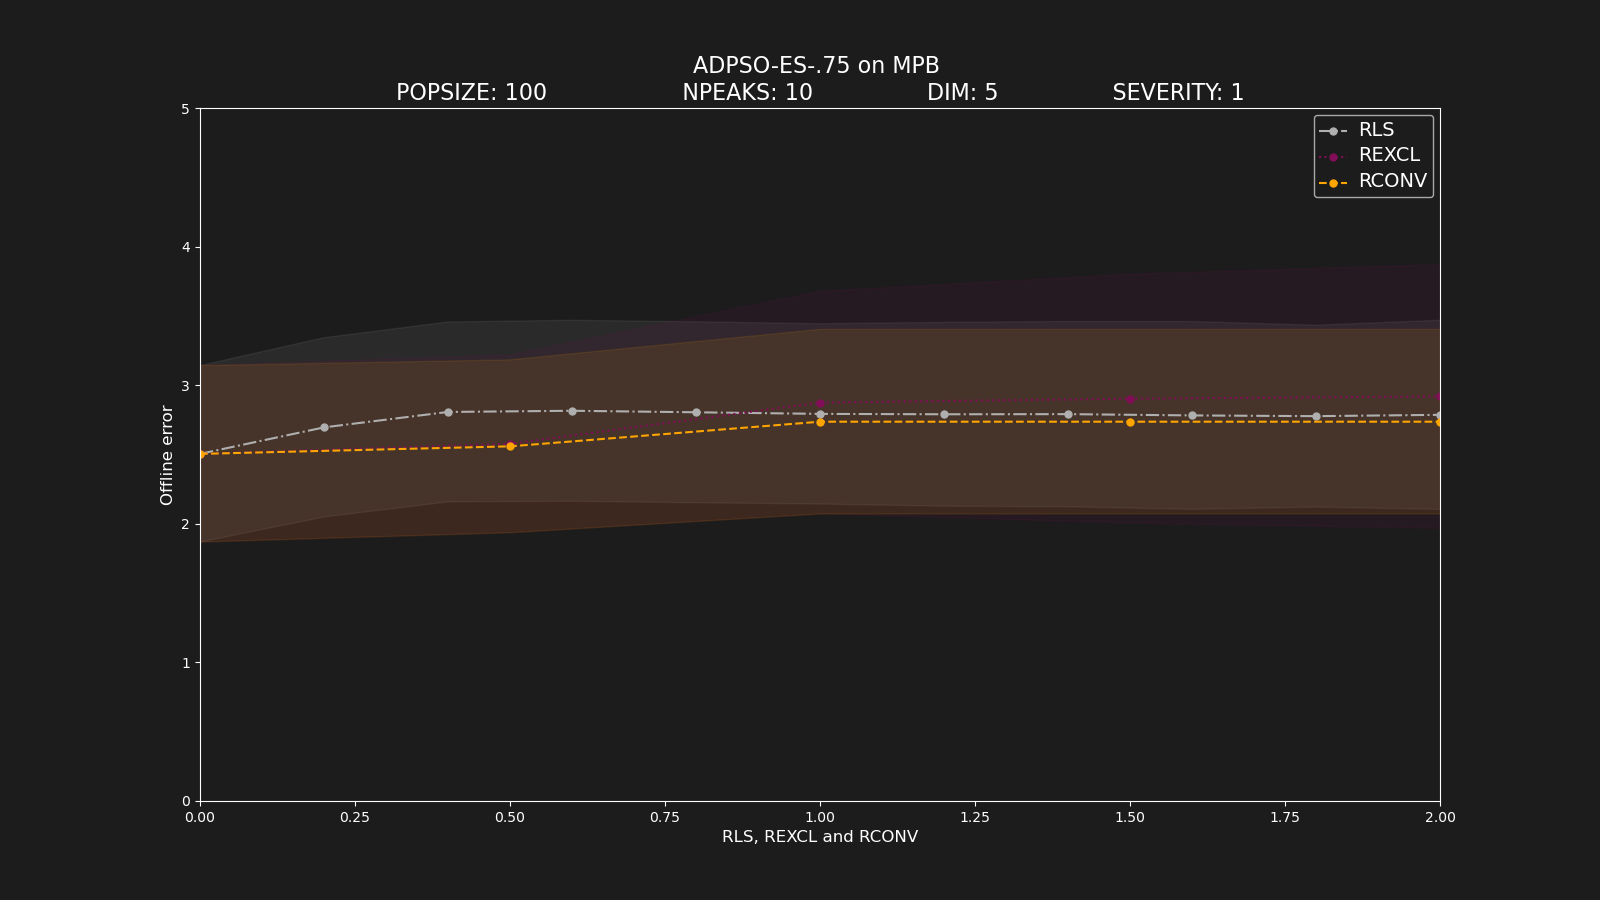 ADPSO-ES-.75 on MPB
POPSIZE: 100 NPEAKS: 10 DIM: 5 SEVERITY: 1
RLS
REXCL
RCONV
Offline error
5
4
3
2
1
0
0.00 0.25 0.50 0.75 1.00 1.25 1.50 1.75 2.00
RLS, REXCL and RCONV